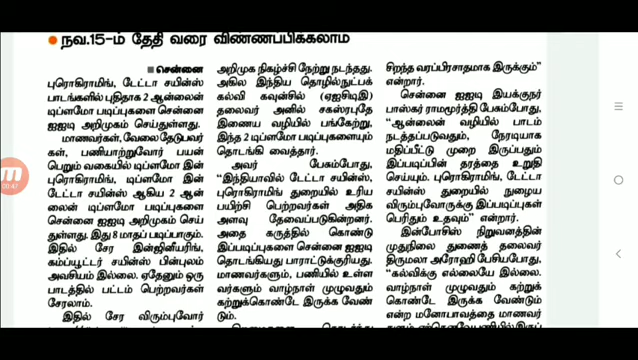 நவ.15-ம் தேதி வரை விண்ணப்பிக்கலாம்
சென்னை
புரொகிராமிங், டேட்டா சயின்ஸ்
பாடங்களில் புதிதாக 2 ஆன்லைன்
டிப்ளமோ படிப்புகளை சென்னை
ஐஐடி அறிமுகம் செய்துள்ளது.
மாணவர்கள், வேலை தேடுபவர்
கள், பணியாற்றுவோர் பயன்
பெறும் வகையில் டிப்ளமோ இன்
புரொகிராமிங், டிப்ளமோ இன்
டேட்டா சயின்ஸ் ஆகிய 2 ஆன்
லைன் டிப்ளமோ படிப்புகளை
சென்னை ஐஐடி அறிமுகம் செய்
துள்ளது. இது 8 மாதப் படிப்பாகும்.
இதில் சேர இன்ஜினீயரிங்,
கம்ப்யூட்டர் சயின்ஸ் பின்புலம்
அவசியம் இல்லை. ஏதேனும் ஒரு
பாடத்தில் பட்டம் பெற்றவர்கள்
சேரலாம்.
இதில் சேர விரும்புவோர்
அறிமுக நிகழ்ச்சி நேற்று நடந்தது.
அகில இந்திய தொழில்நுட்பக்
கல்வி கவுன்சில் (ஏஐசிடிஇ)
தலைவர் அனில் சகஸ்ரபுதே
இணைய வழியில் பங்கேற்று,
இந்த 2 டிப்ளமோ படிப்புகளையும்
தொடங்கி வைத்தார்.
அவர் பேசும்போது,
“இந்தியாவில் டேட்டா சயின்ஸ்,
புரொகிராமிங் துறையில் உரிய
பயிற்சி பெற்றவர்கள் அதிக
அளவு தேவைப்படுகின்றனர்.
அதை கருத்தில் கொண்டு
இப்படிப்புகளை சென்னை ஐஐடி
தொடங்கியது பாராட்டுக்குரியது.
மாணவர்களும், பணியில் உள்ள
வர்களும் வாழ்நாள் முழுவதும்
கற்றுக்கொண்டே இருக்க வேண்
டும்.
சிறந்த வரப்பிரசாதமாக இருக்கும்”
என்றார்.
சென்னை ஐஐடி இயக்குநர்
பாஸ்கர் ராமமூர்த்தி பேசும்போது,
“ஆன்லைன் வழியில் பாடம்
நடத்தப்படுவதும், நேரடியாக
மதிப்பீட்டு முறை இருப்பதும்
இப்படிப்பின் தரத்தை உறுதி
செய்யும். புரொகிராமிங், டேட்டா
சயின்ஸ் துறையில் நுழைய
விரும்புவோருக்கு இப்படிப்புகள்
பெரிதும் உதவும்” என்றார்.
இன்போசிஸ் நிறுவனத்தின்
முதுநிலை துணைத் தலைவர்
திருமலா அரோஹி பேசியபோது,
“கல்விக்கு எல்லையே இல்லை.
வாழ்நாள் முழுவதும் கற்றுக்
கொண்டே இருக்க வேண்டும்
என்ற மனோபாவத்தை மாணவர்
00:47